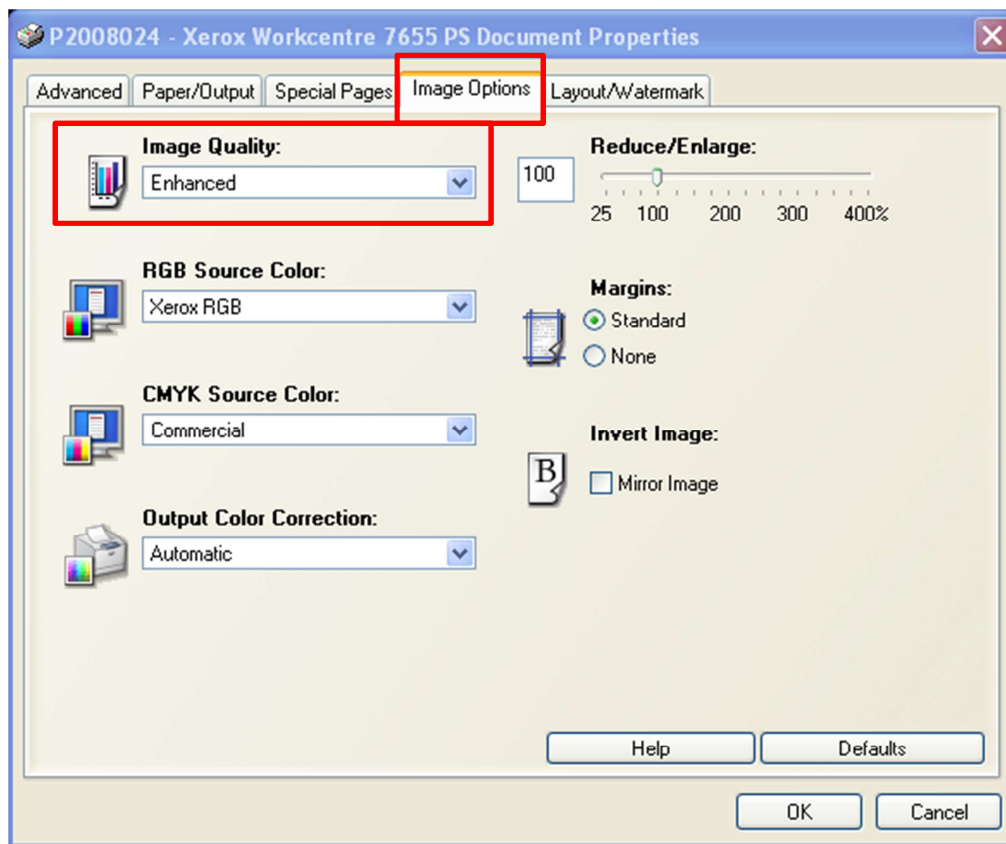 P2008024 - Xerox Workcentre 7655 PS Document Properties
Advanced Paper/Output Special Pages Image Options Layout/Watermark
Image Quality:
Enhanced
RGB Source Color:
Xerox RGB
CMYK Source Color:
Commercial
Output Color Correction:
Automatic
Reduce/Enlarge:
100
25 100 200 300 400%
Margins:
Standard
None
Invert Image:
B
Mirror Image
Help Defaults
OK Cancel